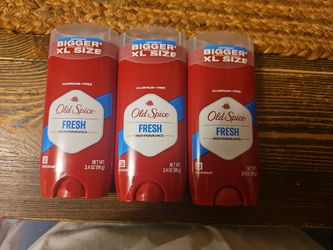 BIGGER*
XL SIZE
ALUMINUM-FREE
Old Spice
FRESH
HIGH ENDURANCE
NET WT.
3.4 OZ (96 g)
BIGGER*
XL SIZE
ALUMINUM-FREE
Old Spice
FRESH
HIGH ENDURANCE
DEODORANT
NET WT.
3.4 OZ (96 g)
BIGGER*
XL SIZE
ALUMINUM-FREE
Old Spice
FRESH
HIGH ENDURANCE
DEODORANT
NET WT.
3.4 OZ (96 g)